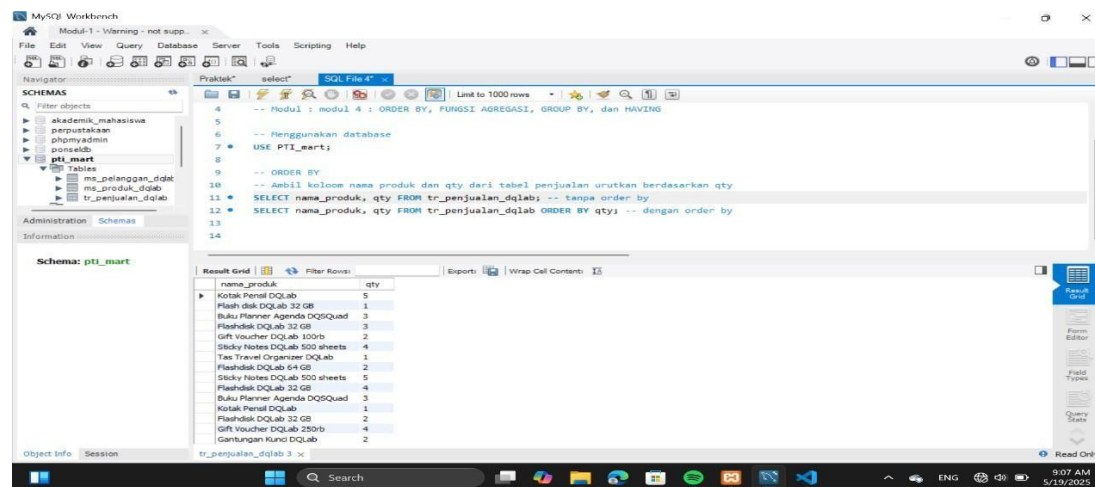 MySQL Workbench
Modul-1 - Warning - not supp..
File Edit View Query Database Server Tools Scripting Help
Navigator
Praktek* select* SQL File 4*
SCHEMAS
Limit to 1000 rows
Filter objects
akademik_mahasiswa
perpustakaan
phpmyadmin
ponseldb
pti_mart
Tables
ms_pelanggan_dqlab
ms_produk_dqlab
tr_penjualan_dqlab
Administration Schemas
Information
Schema: pti_mart
4 -- Modul : modul 4 : ORDER BY, FUNGSI AGREGASI, GROUP BY, dan HAVING
5
6 -- Menggunakan database
7 USE PTI_mart;
8
9 -- ORDER BY
10 -- Ambil koloom nama produk dan qty dari tabel penjualan urutkan berdasarkan qty
11 SELECT nama_produk, qty FROM tr_penjualan_dqlab; -- tanpa order by
12 SELECT nama_produk, qty FROM tr_penjualan_dqlab ORDER BY qty; -- dengan order by
13
14
Result Grid Filter Rows: Export: Wrap Cell Content:
nama_produk qty
Kotak Pensil DQLab 5
Flash disk DQLab 32 GB 1
Buku Planner Agenda DQSQuad 3
Flashdisk DQLab 32 GB 3
Gift Voucher DQLab 100rb 2
Sticky Notes DQLab 500 sheets 4
Tas Travel Organizer DQLab 1
Flashdisk DQLab 64 GB 2
Sticky Notes DQLab 500 sheets 5
Flashdisk DQLab 32 GB 4
Buku Planner Agenda DQSQuad 3
Kotak Pensil DQLab 1
Flashdisk DQLab 32 GB 2
Gift Voucher DQLab 250rb 4
Gantungan Kunci DQLab 2
Result Grid
Form Editor
Field Types
Query Stats
Object Info Session
tr_penjualan_dqlab 3
Read Only
Search
ENG
9:07 AM
5/19/2025